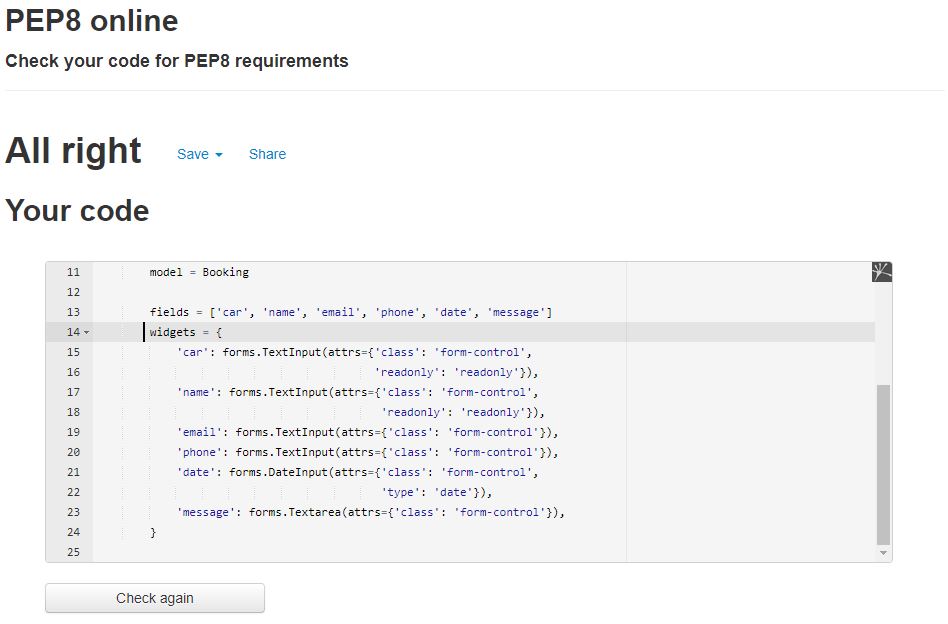 PEP8 online
Check your code for PEP8 requirements
All right Save Share
Your code
11 model = Booking
12
13 fields = ['car', 'name', 'email', 'phone', 'date', 'message']
14 widgets = {
15 'car': forms.TextInput(attrs={'class': 'form-control',
16 'readonly': 'readonly'}),
17 'name': forms.TextInput(attrs={'class': 'form-control',
18 'readonly': 'readonly'}),
19 'email': forms.TextInput(attrs={'class': 'form-control'}),
20 'phone': forms.TextInput(attrs={'class': 'form-control'}),
21 'date': forms.DateInput(attrs={'class': 'form-control',
22 'type': 'date'}),
23 'message': forms.Textarea(attrs={'class': 'form-control'}),
24 }
25
Check again